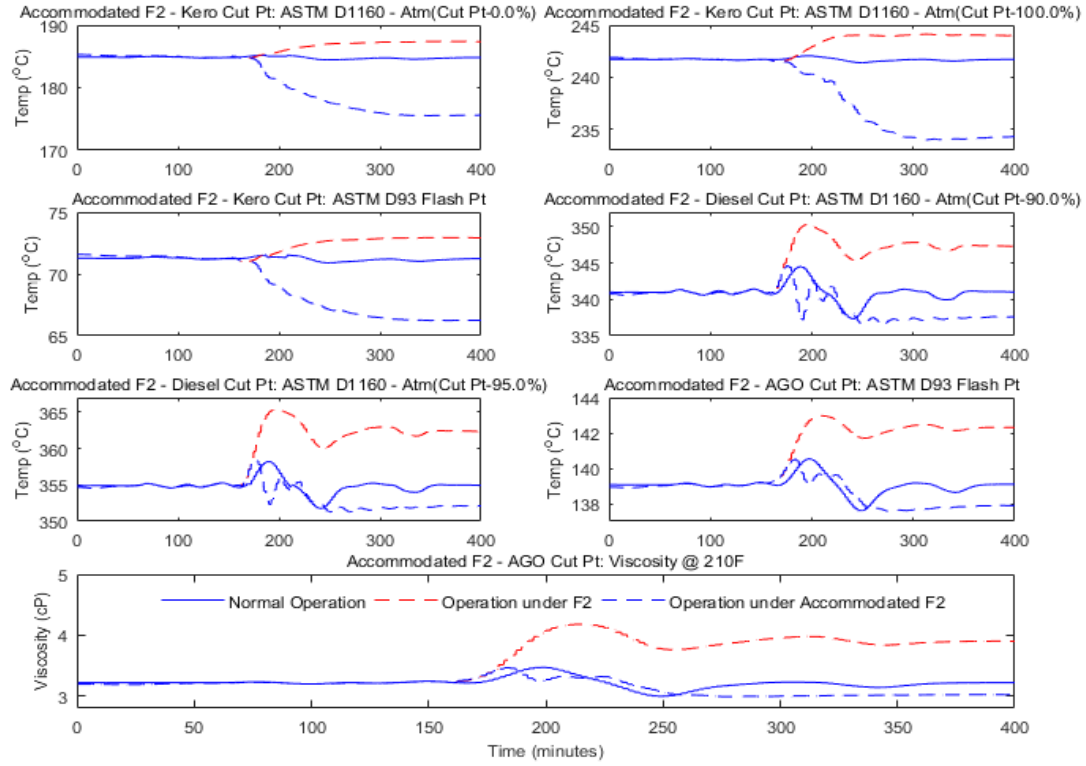 Accommodated F2 - Kero Cut Pt: ASTM D1160 - Atm(Cut Pt-0.0%)
190
180
170
Temp (°C)
0 100 200 300 400
Accommodated F2 - Kero Cut Pt: ASTM D1160 - Atm(Cut Pt-100.0%)
245
240
235
Temp (°C)
0 100 200 300 400
Accommodated F2 - Kero Cut Pt: ASTM D93 Flash Pt
75
70
65
Temp (°C)
0 100 200 300 400
Accommodated F2 - Diesel Cut Pt: ASTM D1160 - Atm(Cut Pt-90.0%)
350
345
340
335
Temp (°C)
0 100 200 300 400
Accommodated F2 - Diesel Cut Pt: ASTM D1160 - Atm(Cut Pt-95.0%)
365
360
355
350
Temp (°C)
0 100 200 300 400
Accommodated F2 - AGO Cut Pt: ASTM D93 Flash Pt
144
142
140
138
Temp (°C)
0 100 200 300 400
Accommodated F2 - AGO Cut Pt: Viscosity @ 210F
5
4
3
Viscosity (cP)
Normal Operation Operation under F2 Operation under Accommodated F2
0 50 100 150 200 250 300 350 400
Time (minutes)